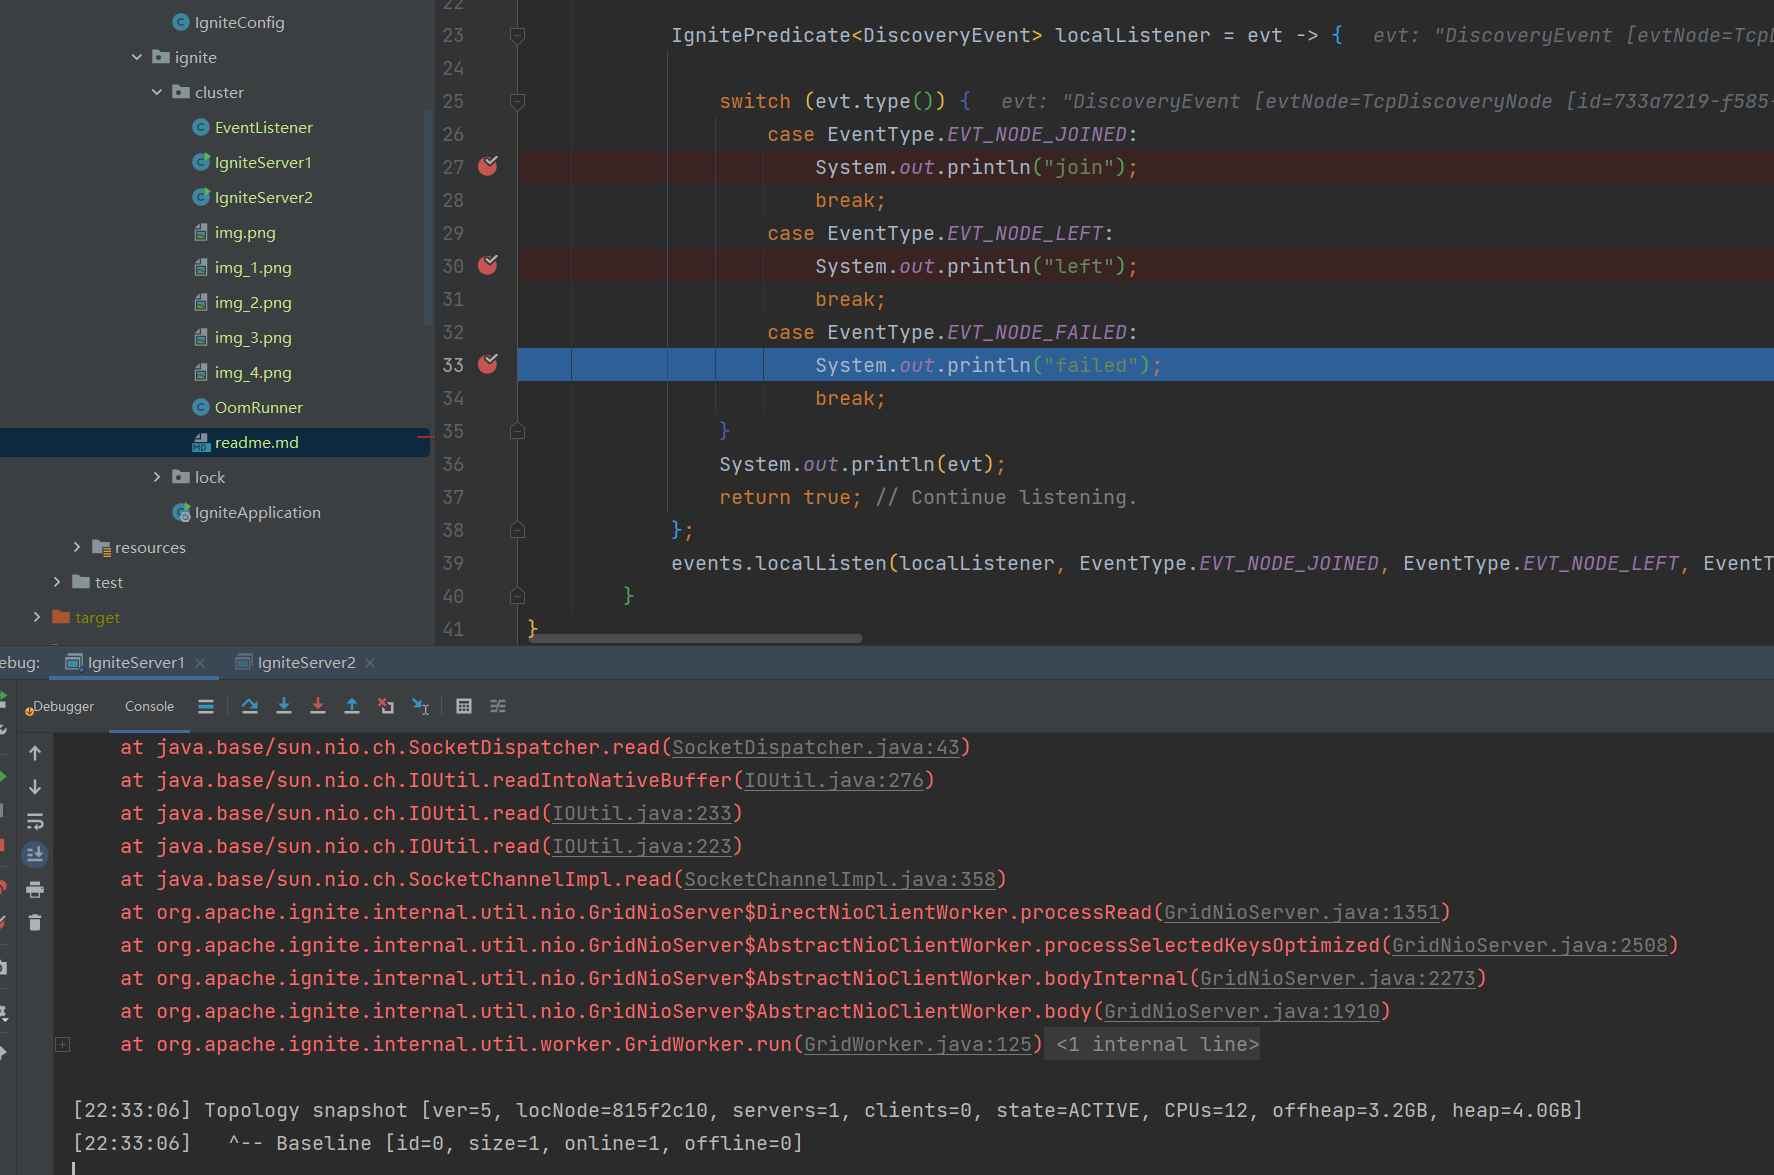 IgniteConfig
ignite
cluster
EventListener
IgniteServer1
IgniteServer2
img.png
img_1.png
img_2.png
img_3.png
img_4.png
OomRunner
readme.md
lock
IgniteApplication
resources
test
target
22
23 IgnitePredicate<DiscoveryEvent> localListener = evt -> { evt: "DiscoveryEvent [evtNode=TcpD
24
25 switch (evt.type()) { evt: "DiscoveryEvent [evtNode=TcpDiscoveryNode [id=733a7219-f585-
26 case EventType.EVT_NODE_JOINED:
27 System.out.println("join");
28 break;
29 case EventType.EVT_NODE_LEFT:
30 System.out.println("left");
31 break;
32 case EventType.EVT_NODE_FAILED:
33 System.out.println("failed");
34 break;
35 }
36 System.out.println(evt);
37 return true; // Continue listening.
38 };
39 events.localListen(localListener, EventType.EVT_NODE_JOINED, EventType.EVT_NODE_LEFT, EventT
40 }
41 }
ebug: IgniteServer1 IgniteServer2
Debugger Console
at java.base/sun.nio.ch.SocketDispatcher.read(SocketDispatcher.java:43)
at java.base/sun.nio.ch.IOUtil.readIntoNativeBuffer(IOUtil.java:276)
at java.base/sun.nio.ch.IOUtil.read(IOUtil.java:233)
at java.base/sun.nio.ch.IOUtil.read(IOUtil.java:223)
at java.base/sun.nio.ch.SocketChannelImpl.read(SocketChannelImpl.java:358)
at org.apache.ignite.internal.util.nio.GridNioServer$DirectNioClientWorker.processRead(GridNioServer.java:1351)
at org.apache.ignite.internal.util.nio.GridNioServer$AbstractNioClientWorker.processSelectedKeysOptimized(GridNioServer.java:2508)
at org.apache.ignite.internal.util.nio.GridNioServer$AbstractNioClientWorker.bodyInternal(GridNioServer.java:2273)
at org.apache.ignite.internal.util.nio.GridNioServer$AbstractNioClientWorker.body(GridNioServer.java:1910)
at org.apache.ignite.internal.util.worker.GridWorker.run(GridWorker.java:125) <1 internal line>
[22:33:06] Topology snapshot [ver=5, locNode=815f2c10, servers=1, clients=0, state=ACTIVE, CPUs=12, offheap=3.2GB, heap=4.0GB]
[22:33:06]   ^-- Baseline [id=0, size=1, online=1, offline=0]